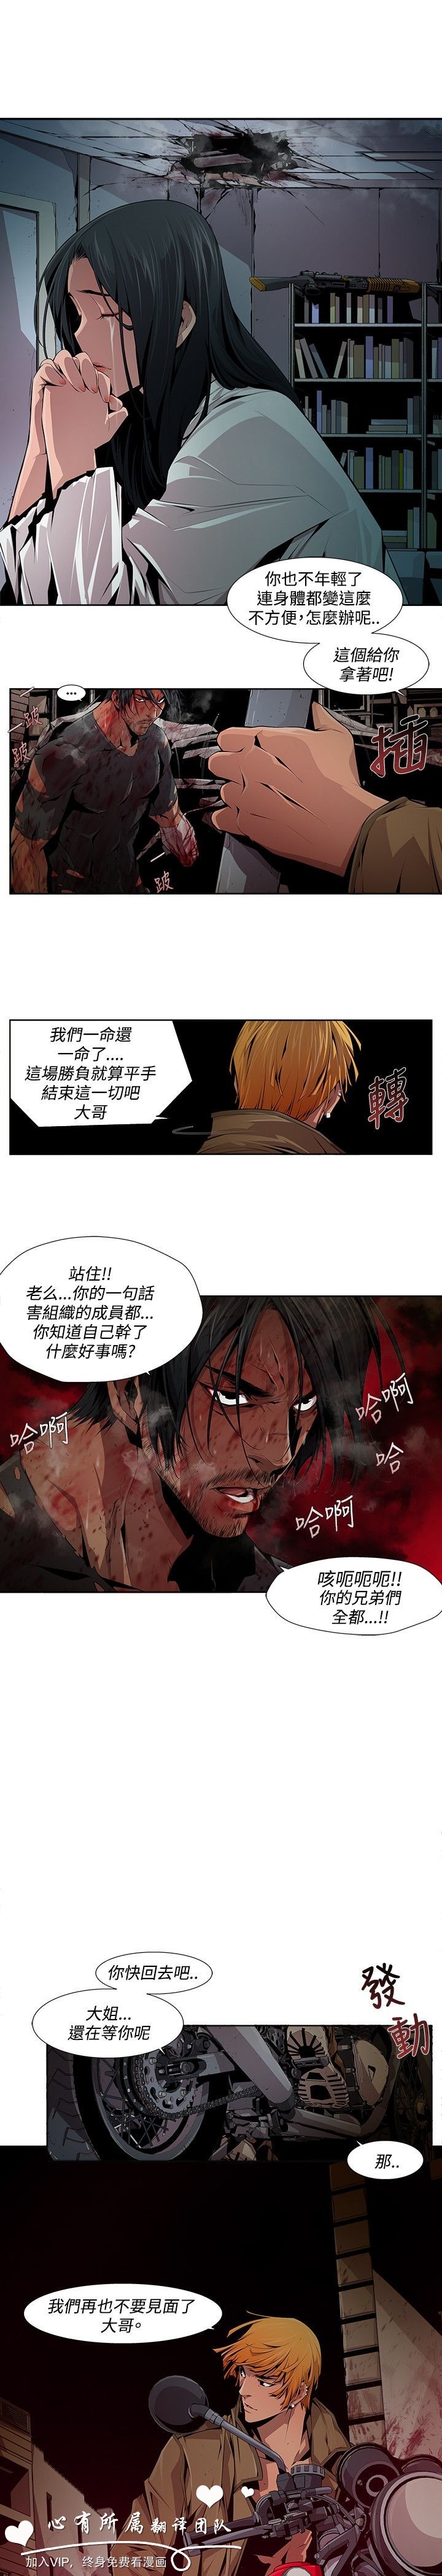 你也不年輕了
連身體都變這麼
不方便，怎麼辦呢..
這個給你
拿著吧!
...
跛
跛
跛
插
我們一命還
一命了....
這場勝負就算平手
結束這一切吧
大哥
轉
站住!!
老么...你的一句話
害組織的成員都...
你知道自己幹了
什麼好事嗎?
哈啊
哈啊
哈
哈啊
咳呃呃呃!!
你的兄弟們
全都...!!
你快回去吧..
大姐...
還在等你呢
發動
那..
我們再也不要見面了
大哥。
心有所属翻译团队
加入VIP，终身免费看漫画